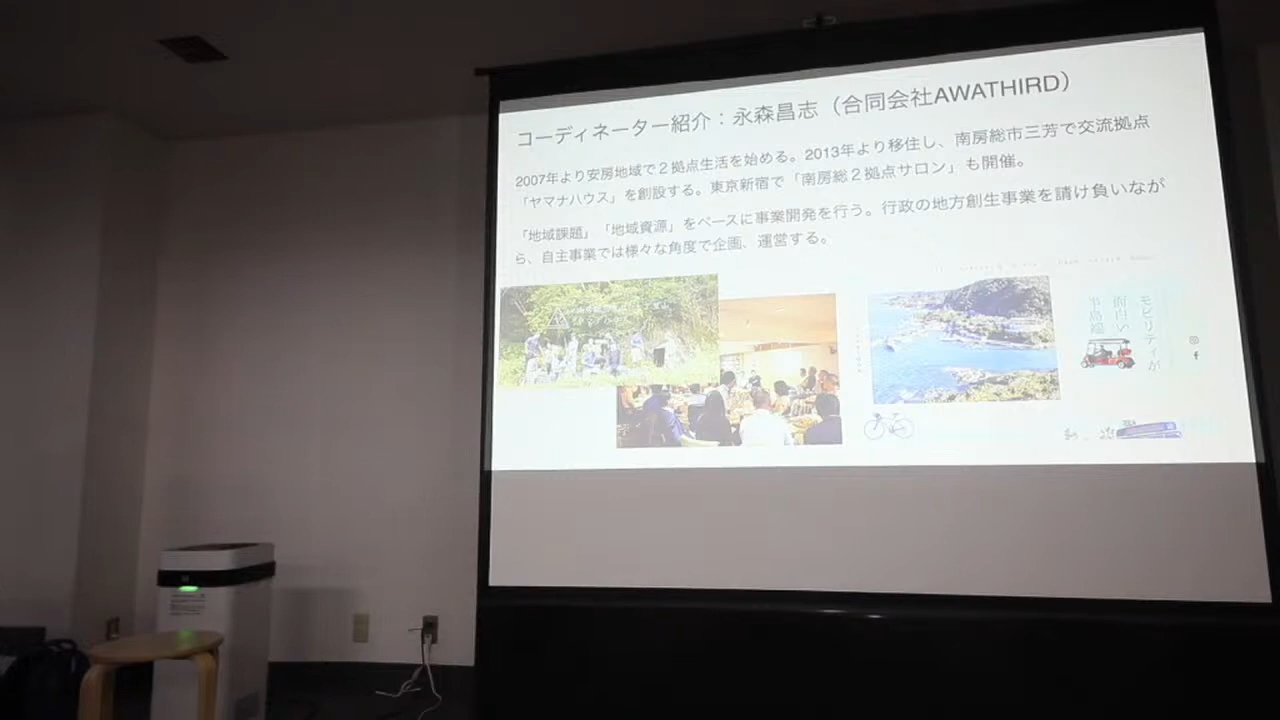 コーディネーター紹介：永森昌志（合同会社AWATHIRD）
2007年より安房地域で２拠点生活を始める。2013年より移住し、南房総市三芳で交流拠点
「ヤマナハウス」を創設する。東京新宿で「南房総２拠点サロン」も開催。
「地域課題」「地域資源」をベースに事業開発を行う。行政の地方創生事業を請け負いなが
ら、自主事業では様々な角度で企画、運営する。
モビリティが
面白い
半島端